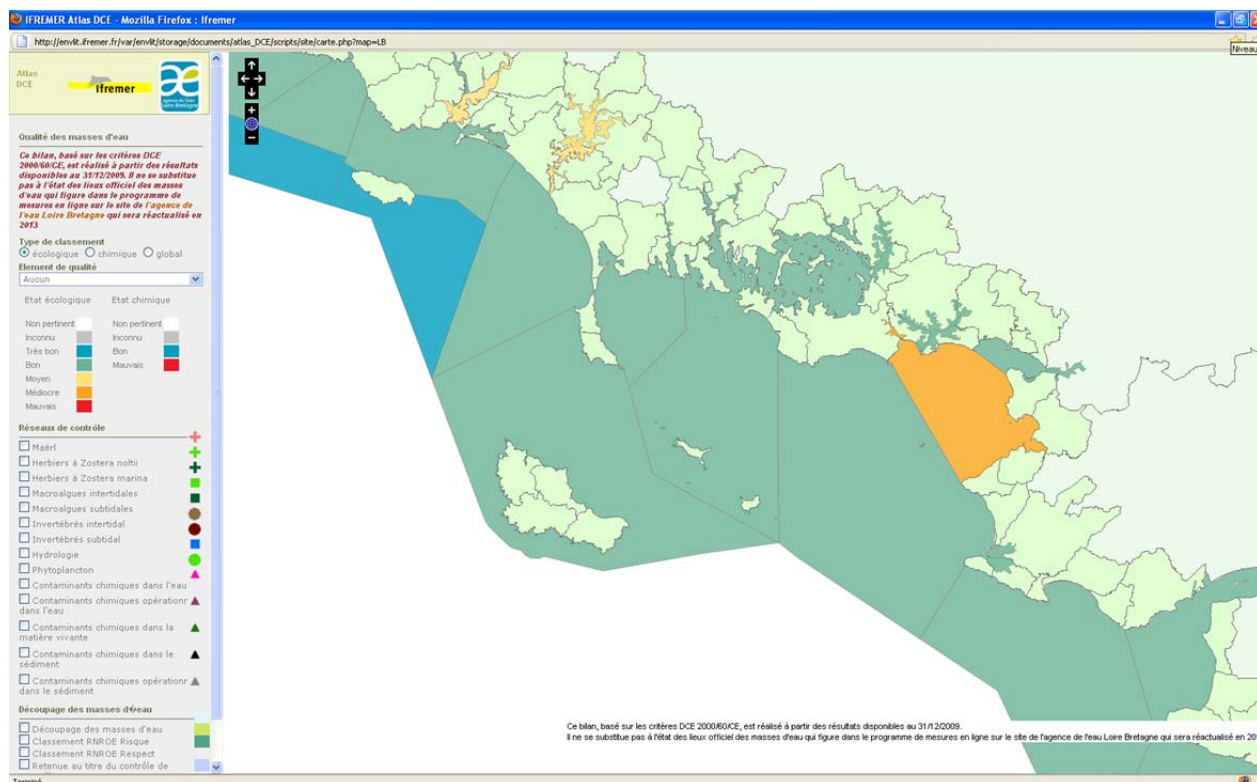 IFREMER Atlas DCE - Mozilla Firefox : Ifremer
http://envlit.ifremer.fr/var/envlit/storage/documents/atlas_DCE/scripts/site/carte.php?map=LB
Niveau
Atlas
DCE
Ifremer
agence de l'eau
Loire Bretagne
Qualité des masses d'eau
Ce bilan, basé sur les critères DCE
2000/60/CE, est réalisé à partir des résultats
disponibles au 31/12/2009. Il ne se substitue
pas à l'état des lieux officiel des masses
d'eau qui figure dans le programme de
mesures en ligne sur le site de l'agence de
l'eau Loire Bretagne qui sera réactualisé en
2013
Type de classement
écologique chimique global
Element de qualité
Aucun
Etat écologique Etat chimique
Non pertinent Non pertinent
Inconnu Inconnu
Très bon Bon
Bon Mauvais
Moyen
Médiocre
Mauvais
Réseaux de contrôle
Maërl
Herbiers à Zostera noltii
Herbiers à Zostera marina
Macroalgues intertidales
Macroalgues subtidales
Invertébrés intertidal
Invertébrés subtidal
Hydrologie
Phytoplancton
Contaminants chimiques dans l'eau
Contaminants chimiques opérationr
dans l'eau
Contaminants chimiques dans la
matière vivante
Contaminants chimiques dans le
sédiment
Contaminants chimiques opérationr
dans le sédiment
Découpage des masses d�eau
Découpage des masses d'eau
Classement RNROE Risque
Classement RNROE Respect
Retenue au titre du contrôle de
Ce bilan, basé sur les critères DCE 2000/60/CE, est réalisé à partir des résultats disponibles au 31/12/2009.
Il ne se substitue pas à l'état des lieux officiel des masses d'eau qui figure dans le programme de mesures en ligne sur le site de l'agence de l'eau Loire Bretagne qui sera réactualisé en 20
Terminé